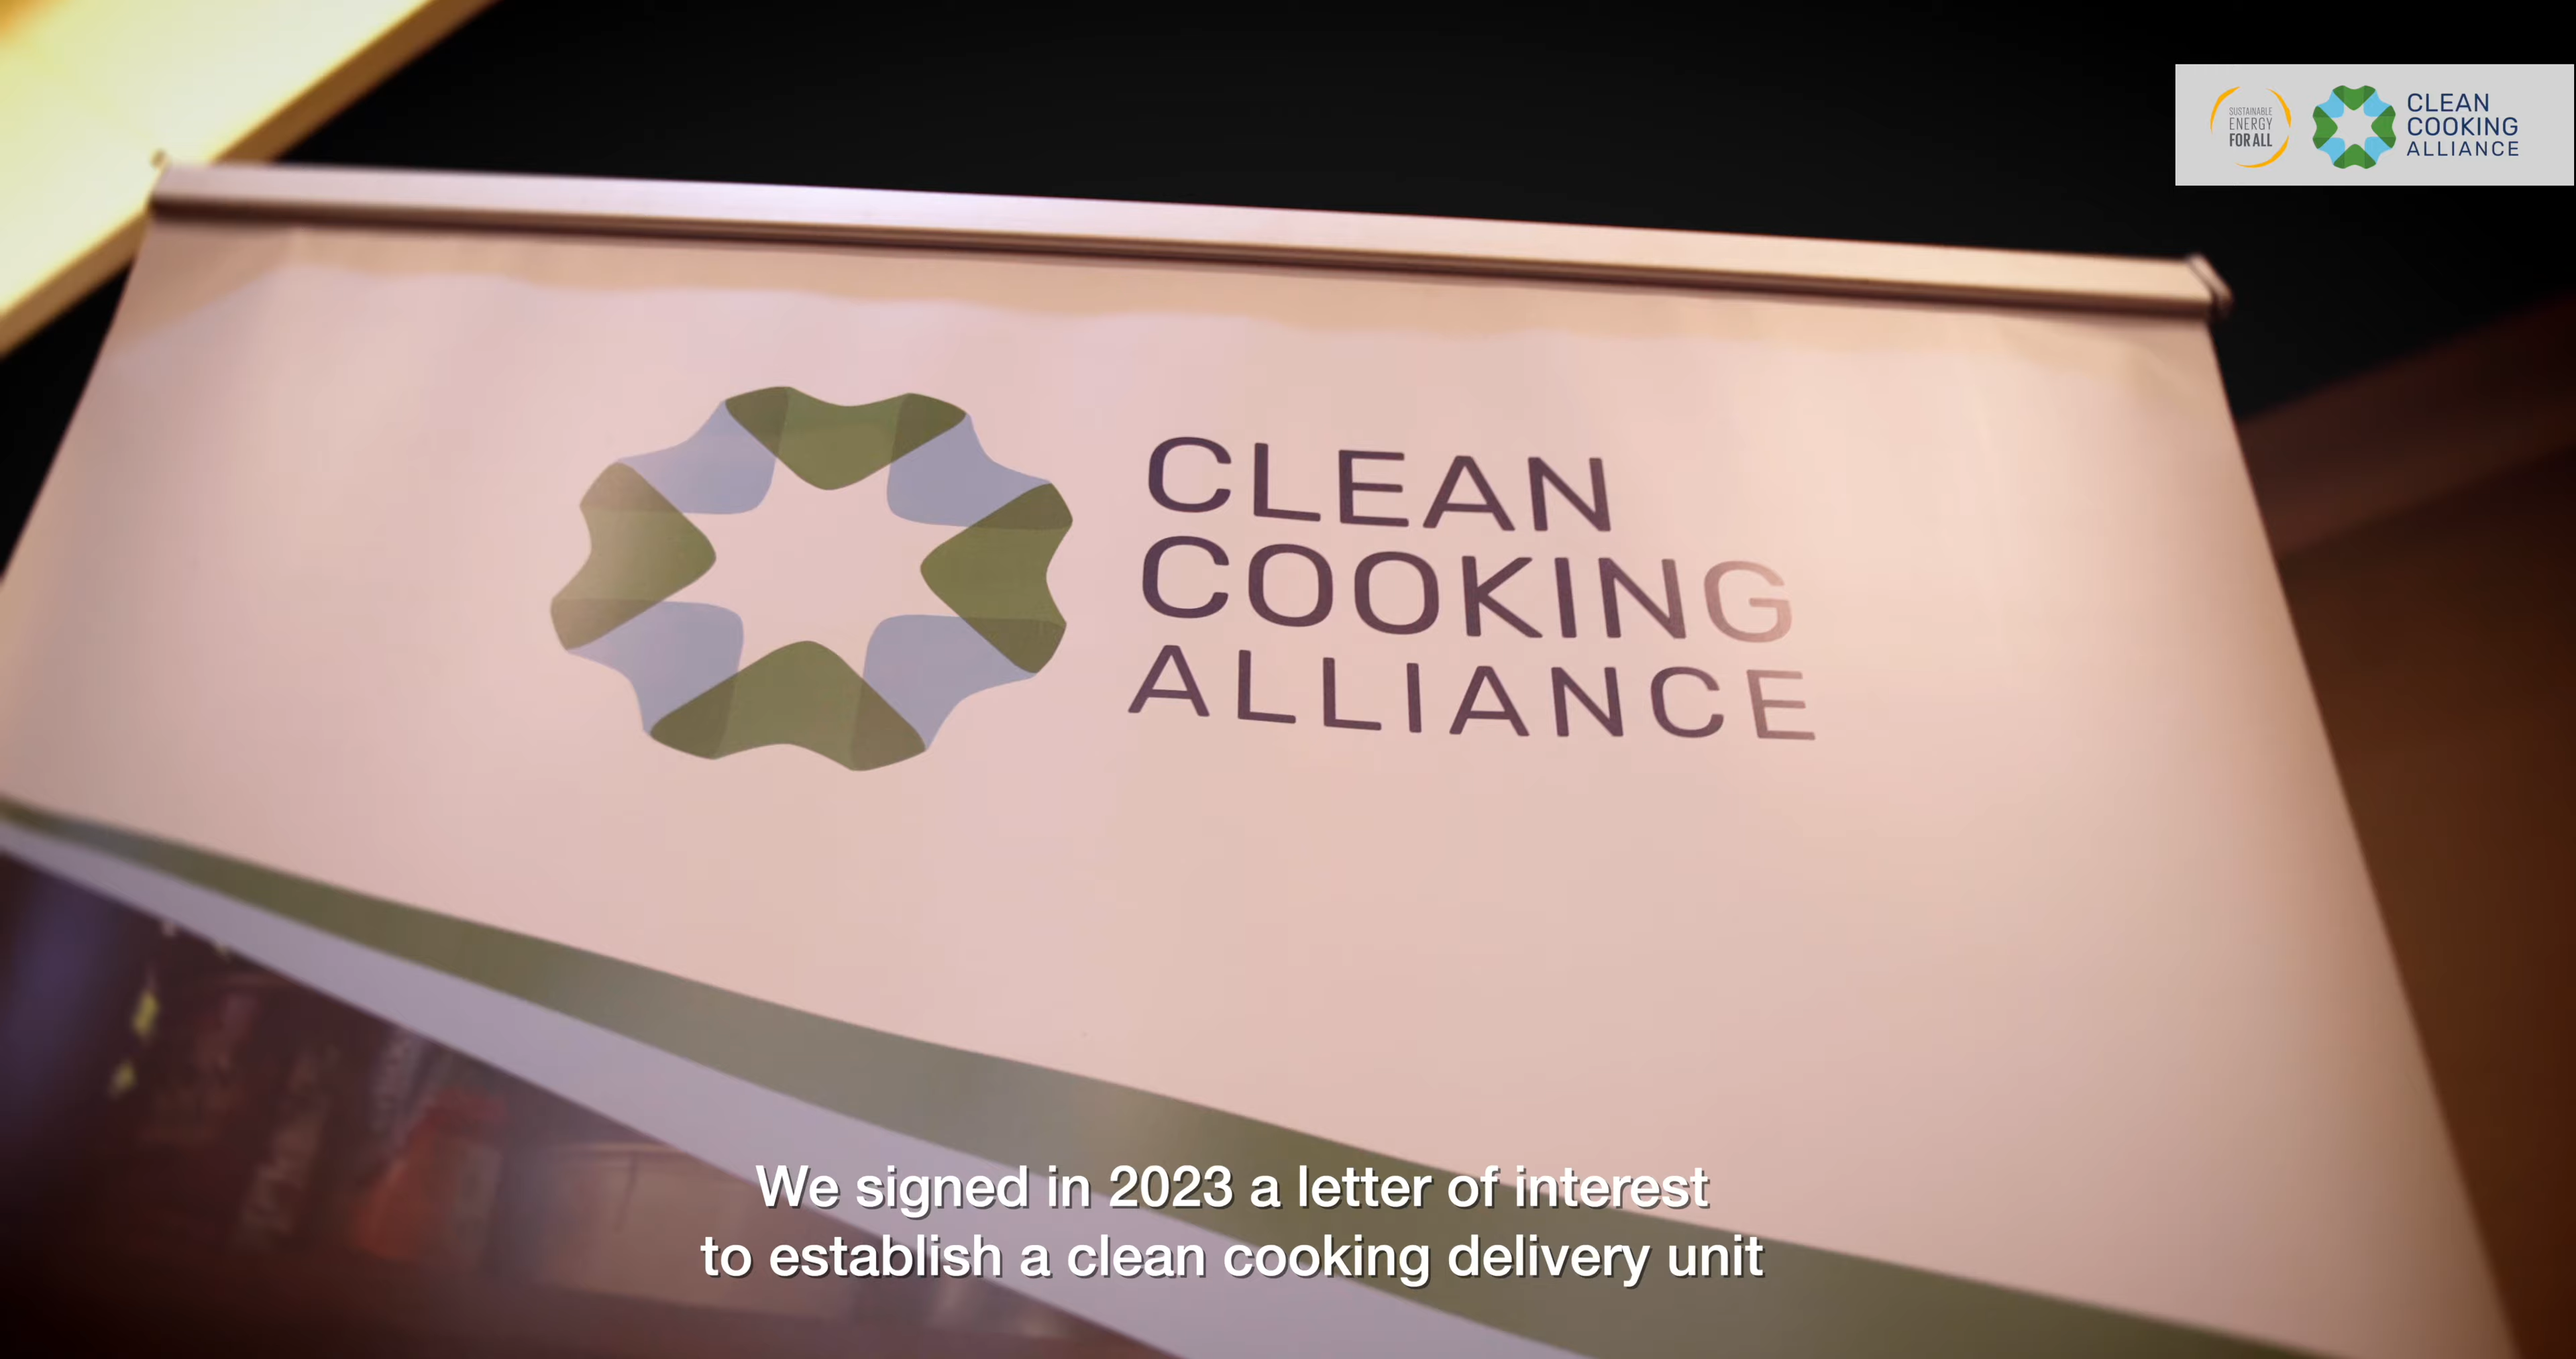 SUSTAINABLE
ENERGY
FOR ALL
CLEAN
COOKING
ALLIANCE
CLEAN
COOKING
ALLIANCE
We signed in 2023 a letter of interest
to establish a clean cooking delivery unit